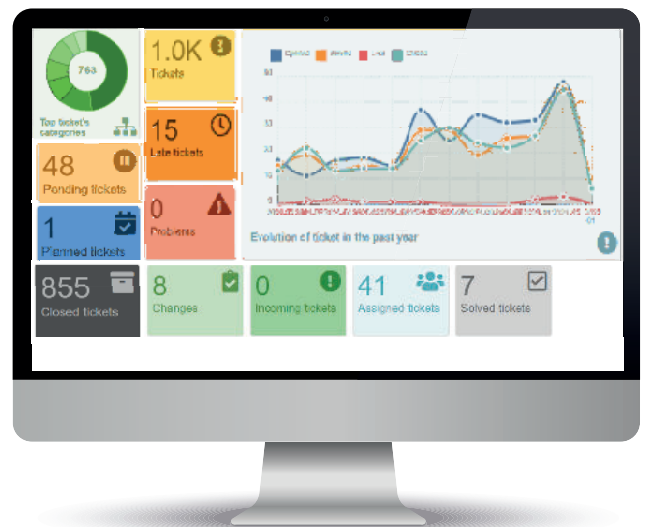 763
Top ticket's
categories
1.0K
Tickets
15
Late tickets
48
Pending tickets
0
Problems
1
Planned tickets
Evolution of ticket in the past year
855
Closed tickets
8
Changes
0
Incoming tickets
41
Assigned tickets
7
Solved tickets